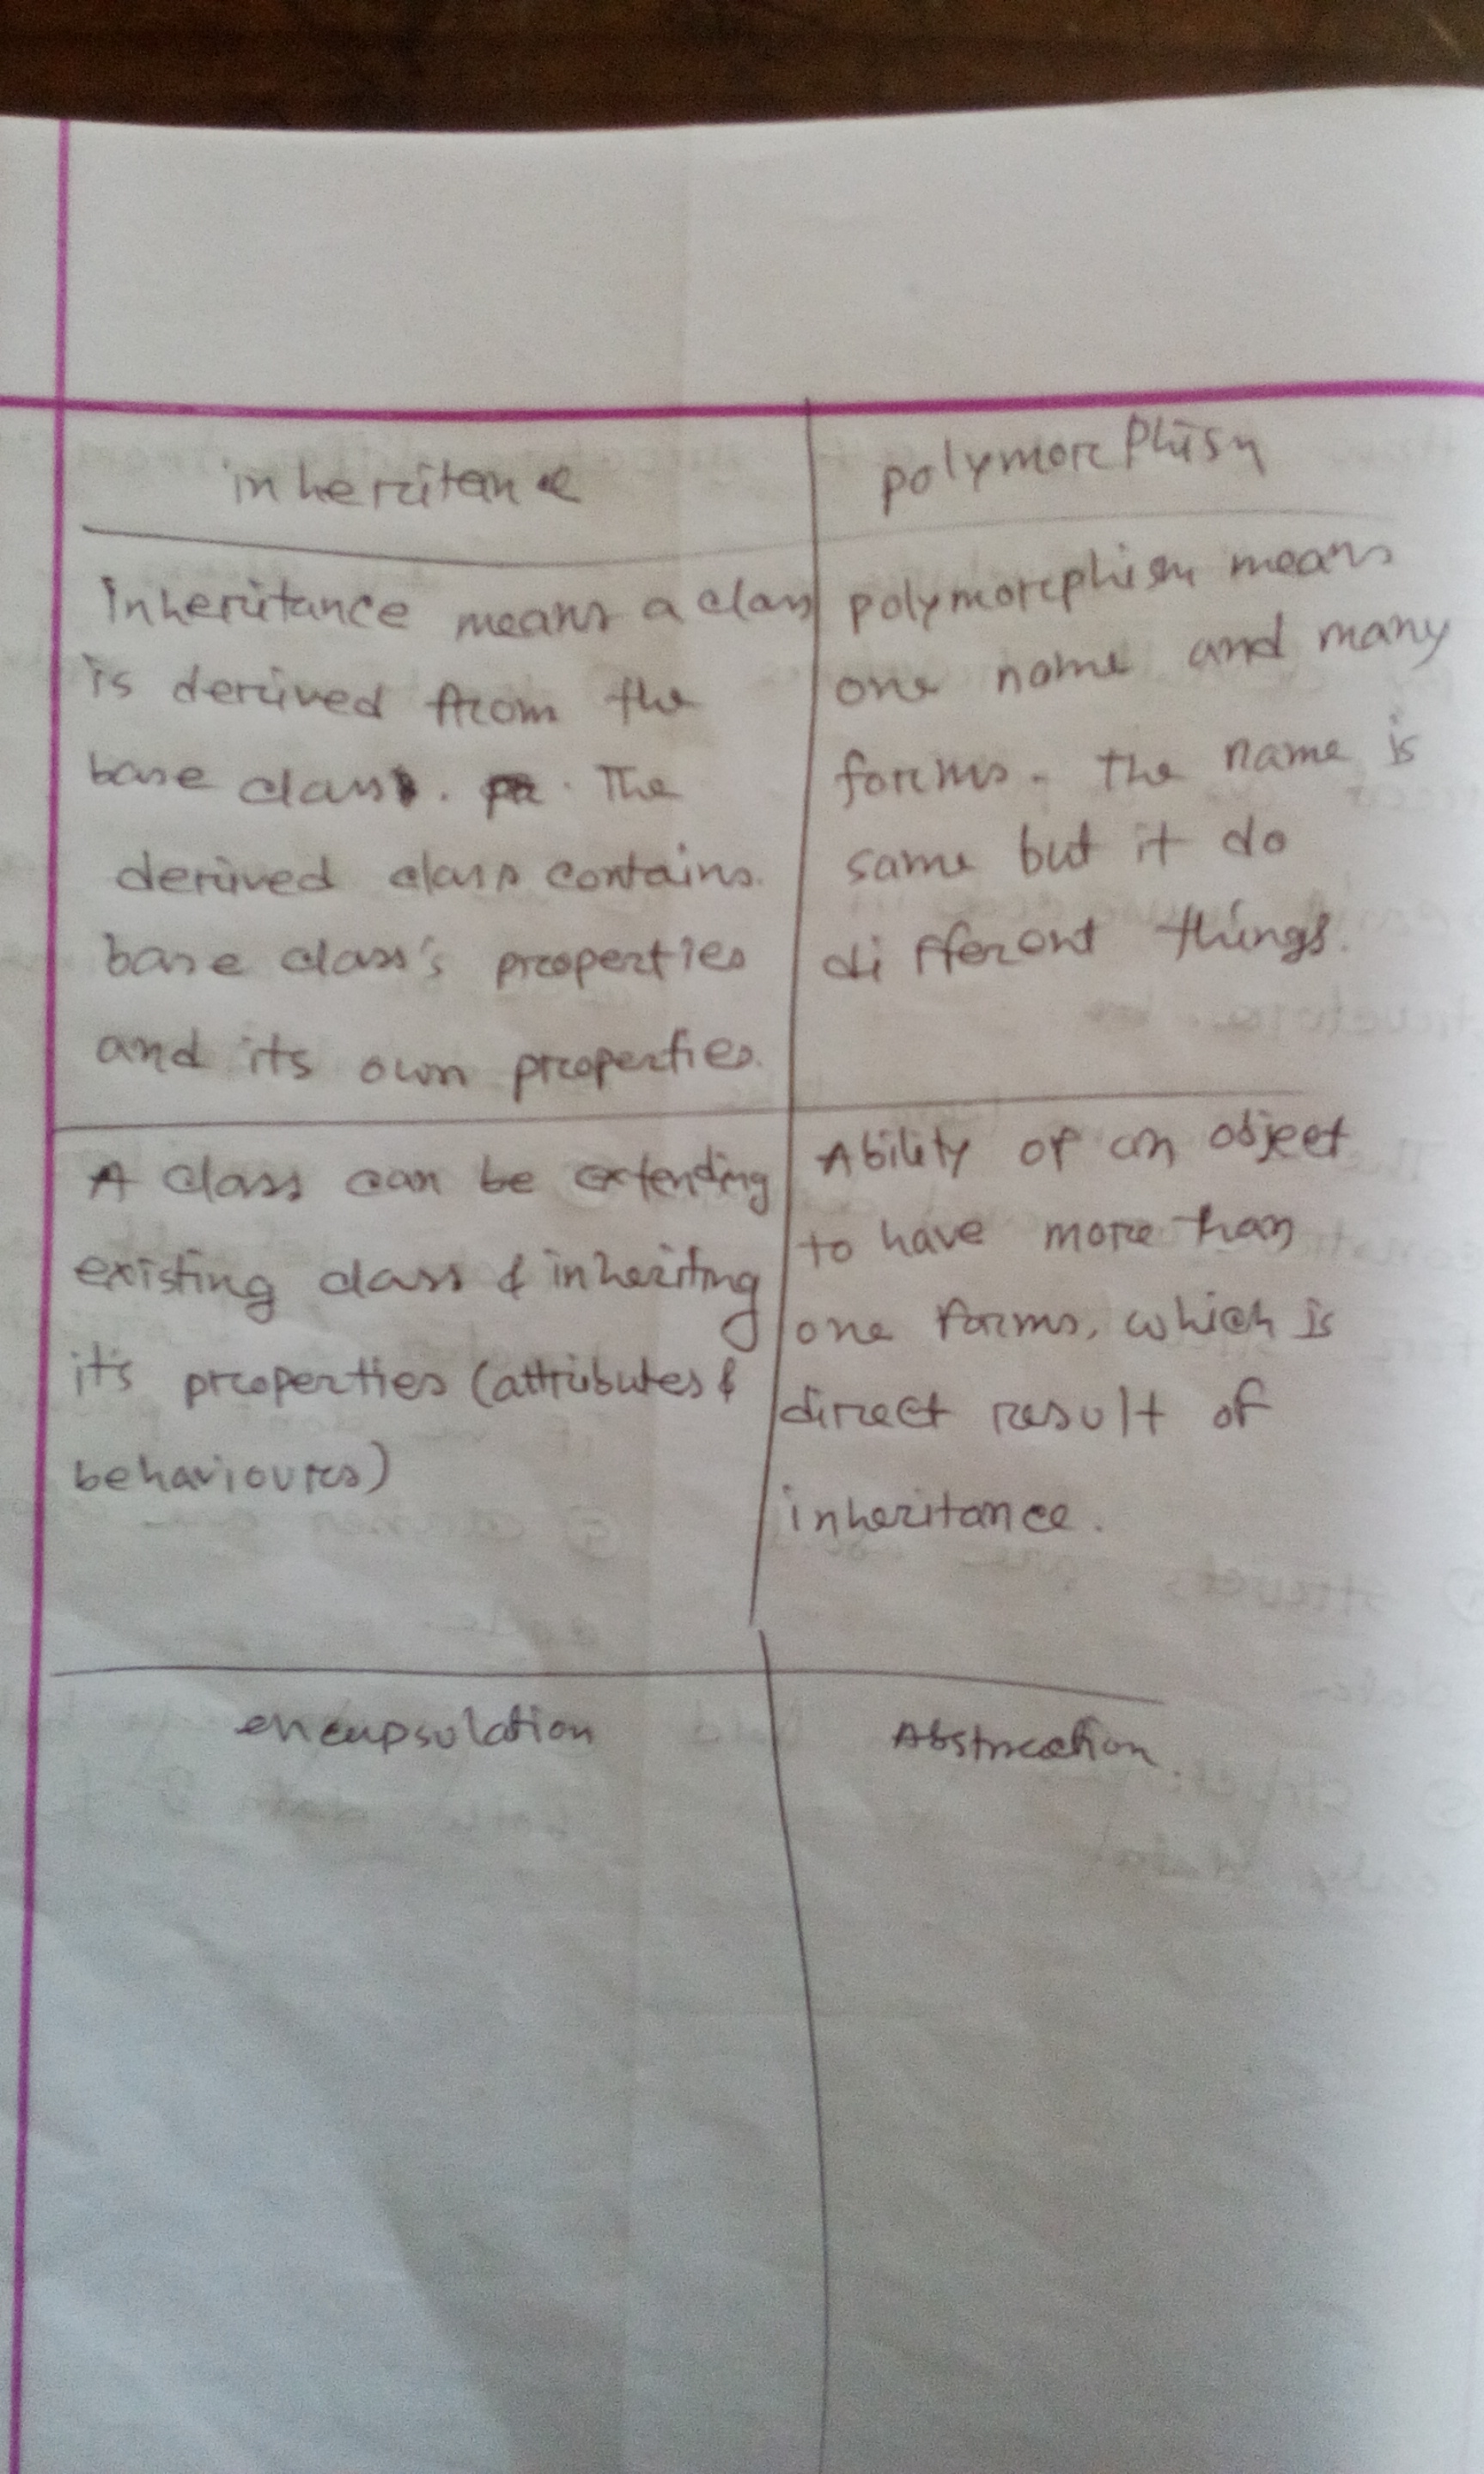 inheritance
inheritance means a class
is derived from the
base class. The
derived class contains.
base class's properties
and its own properties.
A class can be extending
existing class & inheriting
it's properties (attributes &
behaviours)
polymorphism
polymorphism means
one name and many
forms. The name is
same but it do
different things.
Ability of an object
to have more than
one forms, which is
direct result of
inheritance.
encapsulation
Abstraction.